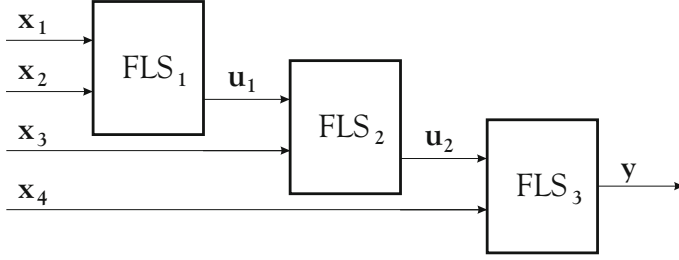 x₁
x₂
FLS₁
u₁
x₃
FLS₂
u₂
x₄
FLS₃
y